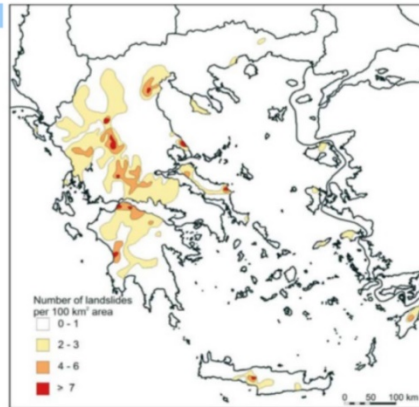 Number of landslides
per 100 km² area
0 - 1
2 - 3
4 - 6
> 7
0 50 100 km